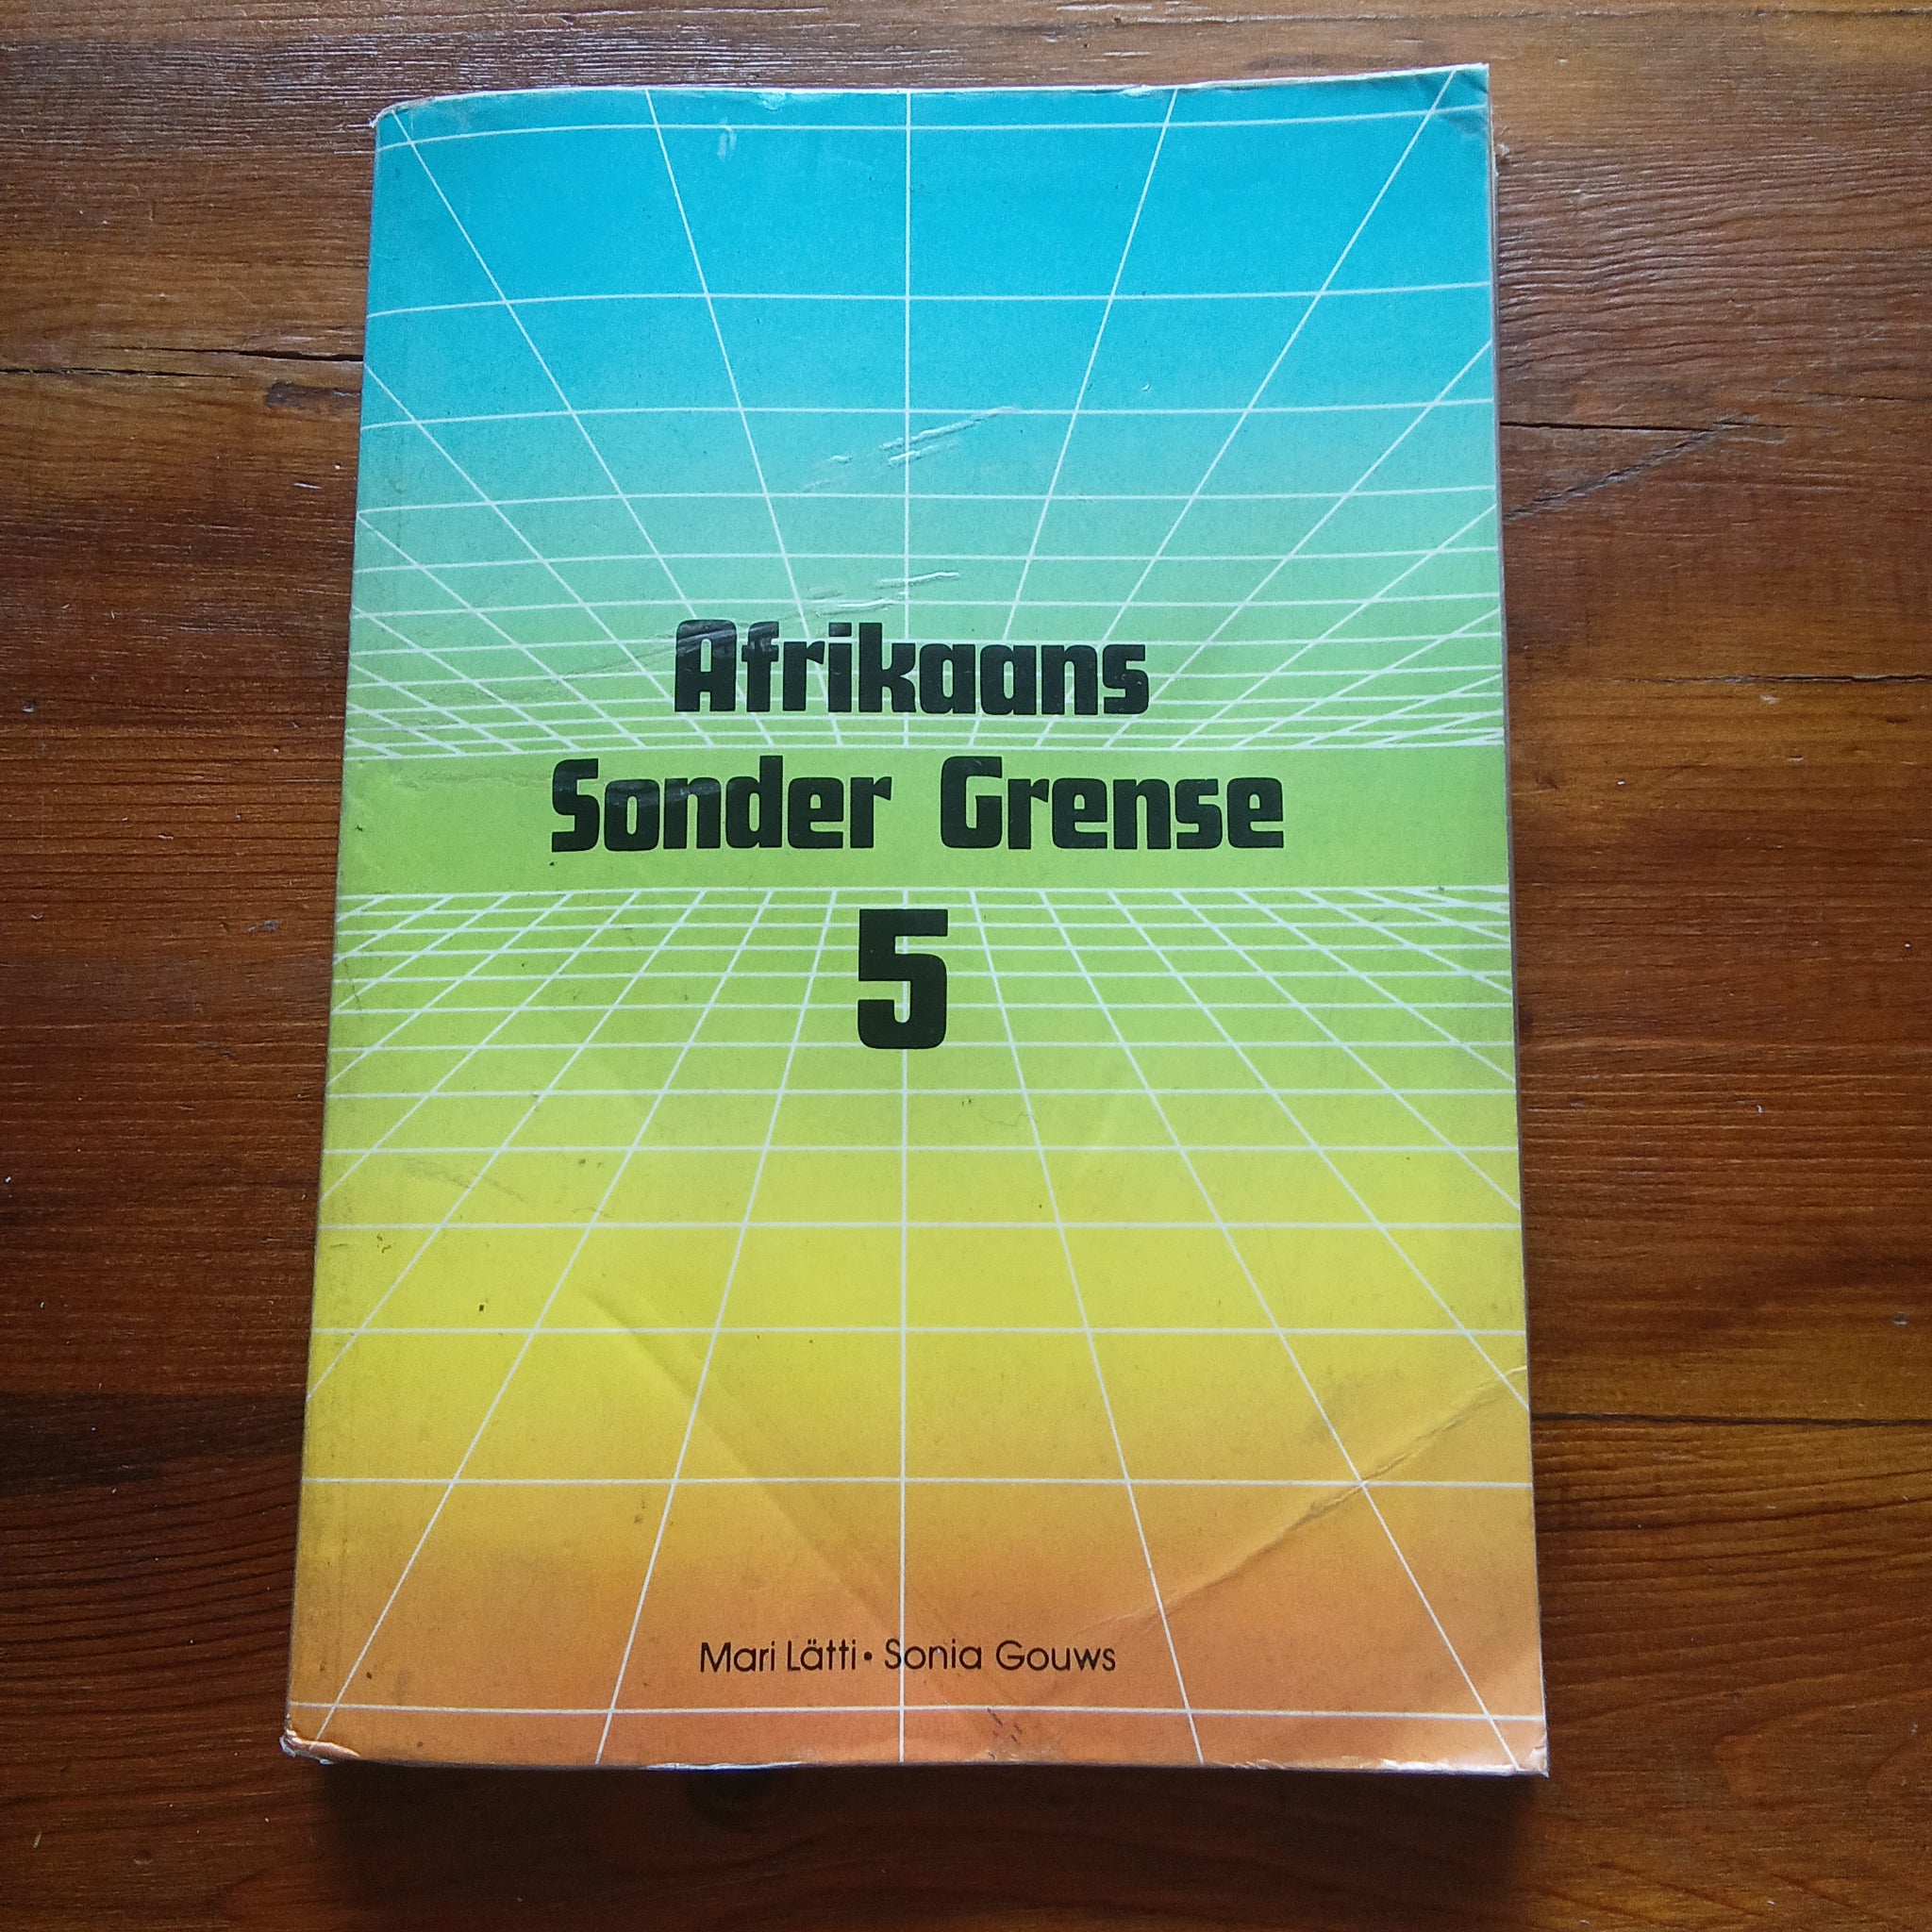 Afrikaans
Sonder Grense
5
Mari Lätti • Sonia Gouws